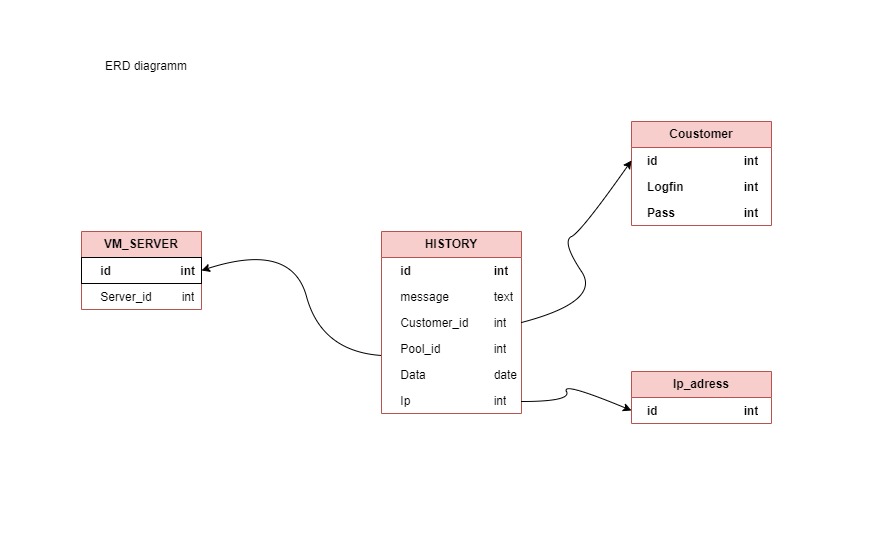 ERD diagramm
Coustomer
id int
Logfin int
Pass int
VM_SERVER
id int
Server_id int
HISTORY
id int
message text
Customer_id int
Pool_id int
Data date
Ip int
Ip_adress
id int